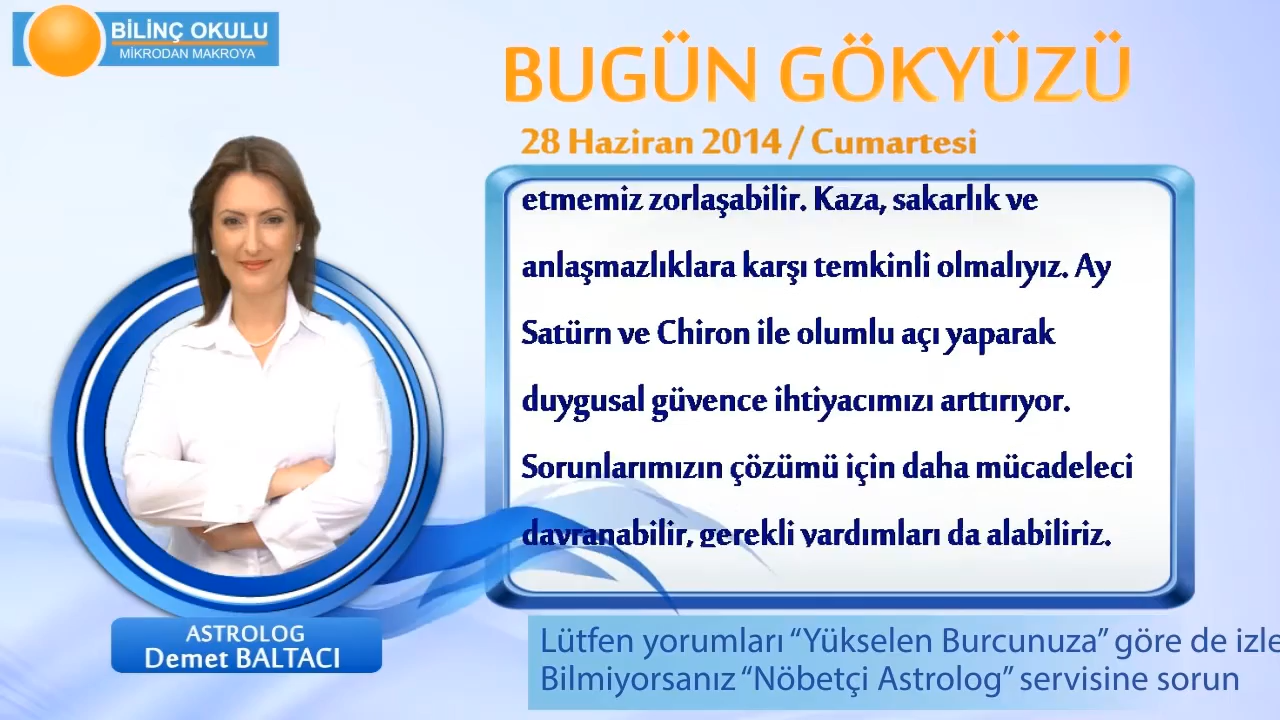 BİLİNÇ OKULU
MİKRODAN MAKROYA
BUGÜN GÖKYÜZÜ
28 Haziran 2014 / Cumartesi
etmemiz zorlaşabilir. Kaza, sakarlık ve
anlaşmazlıklara karşı temkinli olmalıyız. Ay
Satürn ve Chiron ile olumlu açı yaparak
duygusal güvence ihtiyacımızı arttırıyor.
Sorunlarımızın çözümü için daha mücadeleci
davranabilir, gerekli yardımları da alabiliriz.
ASTROLOG
Demet BALTACI
Lütfen yorumları “Yükselen Burcunuza” göre de izle
Bilmiyorsanız “Nöbetçi Astrolog” servisine sorun